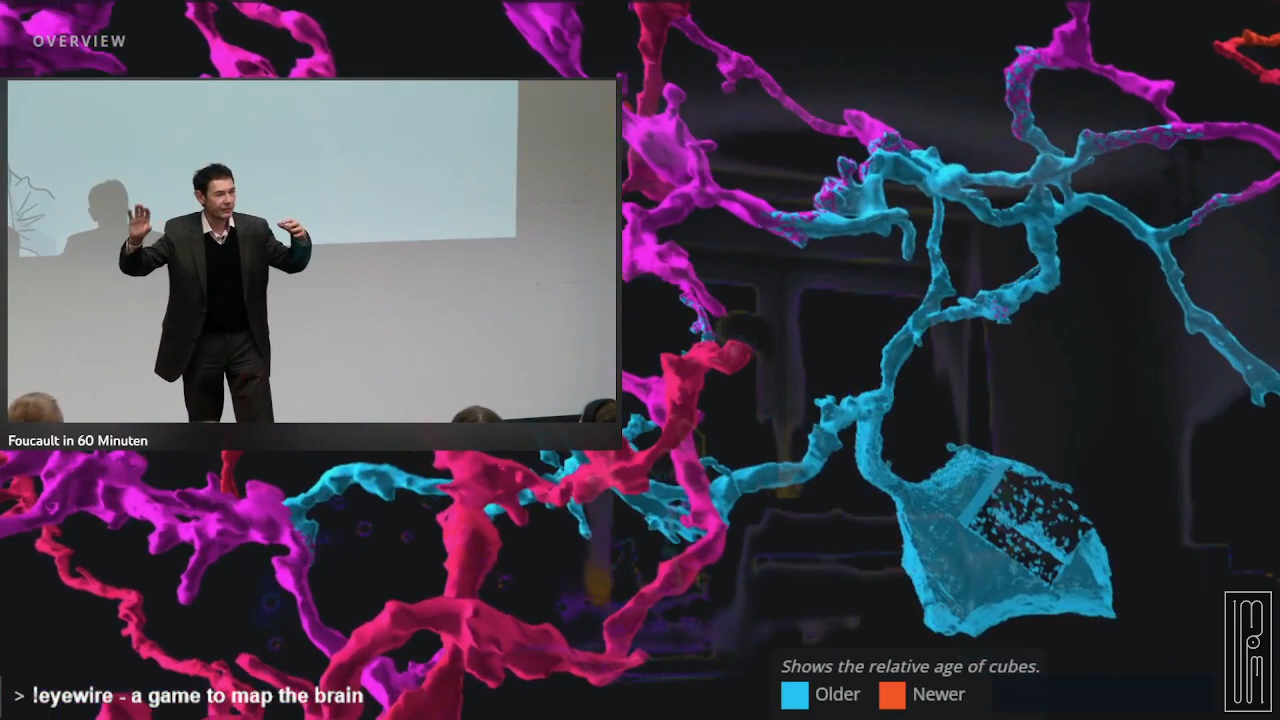 OVERVIEW
Foucault in 60 Minuten
Shows the relative age of cubes.
Older
Newer
> !eyewire - a game to map the brain